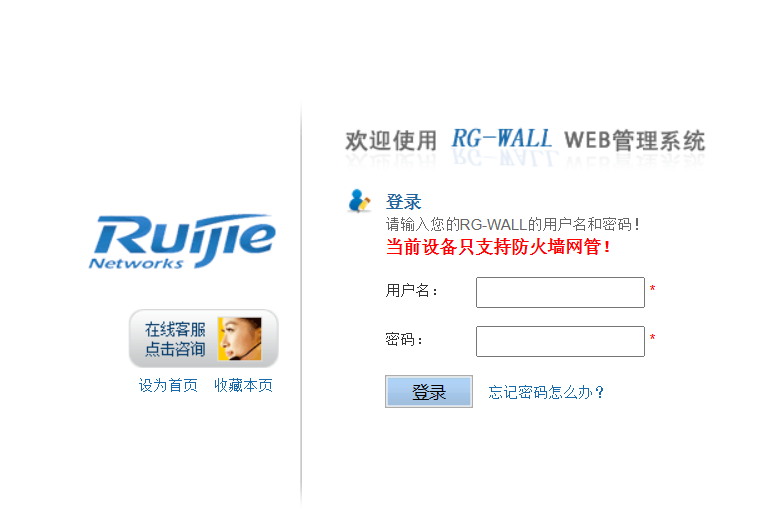 欢迎使用 RG-WALL WEB管理系统
登录
请输入您的RG-WALL的用户名和密码！
当前设备只支持防火墙网管！
Ruijie
Networks
用户名：
*
密码：
*
在线客服
点击咨询
设为首页 收藏本页
登录 忘记密码怎么办？